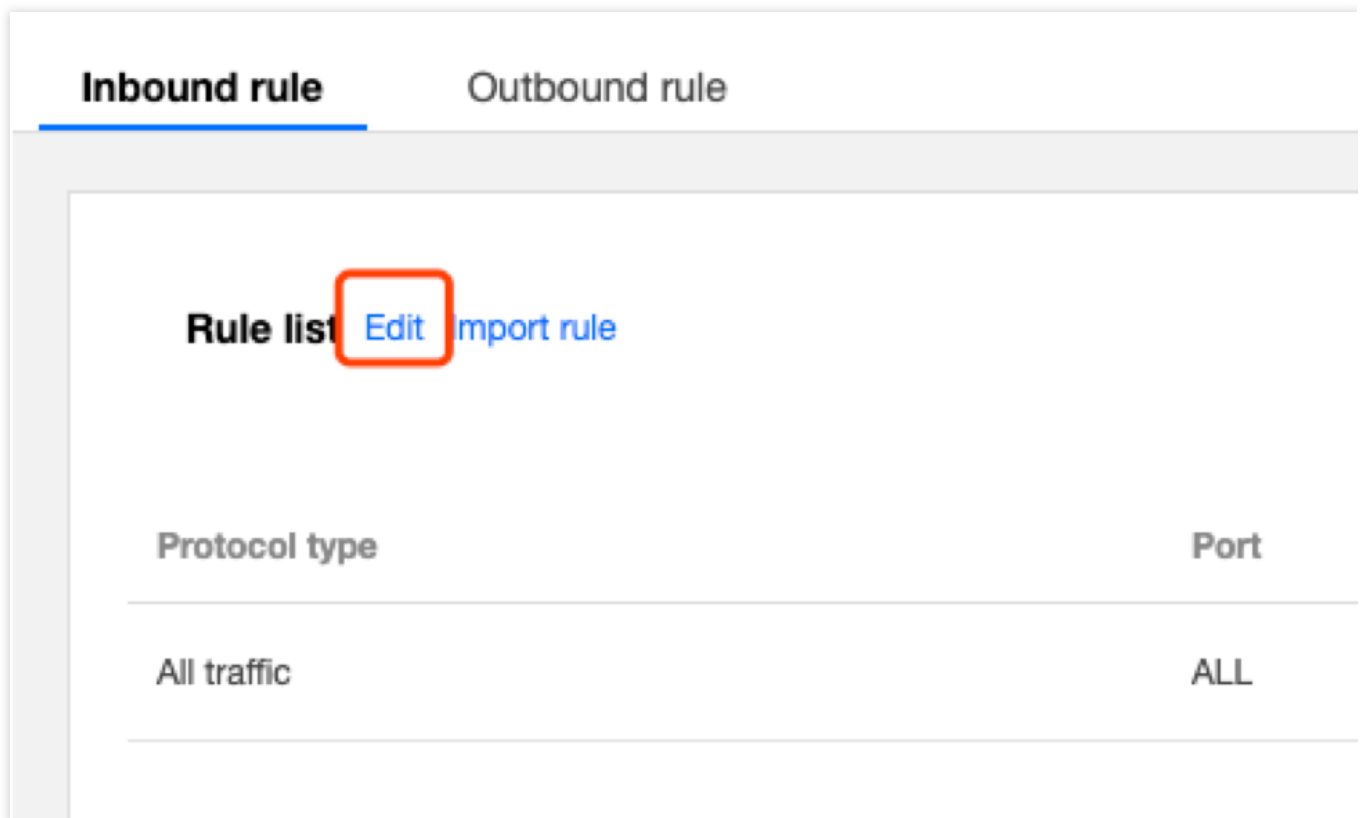 Inbound rule Outbound rule
Rule list Edit Import rule
Protocol type Port
All traffic ALL